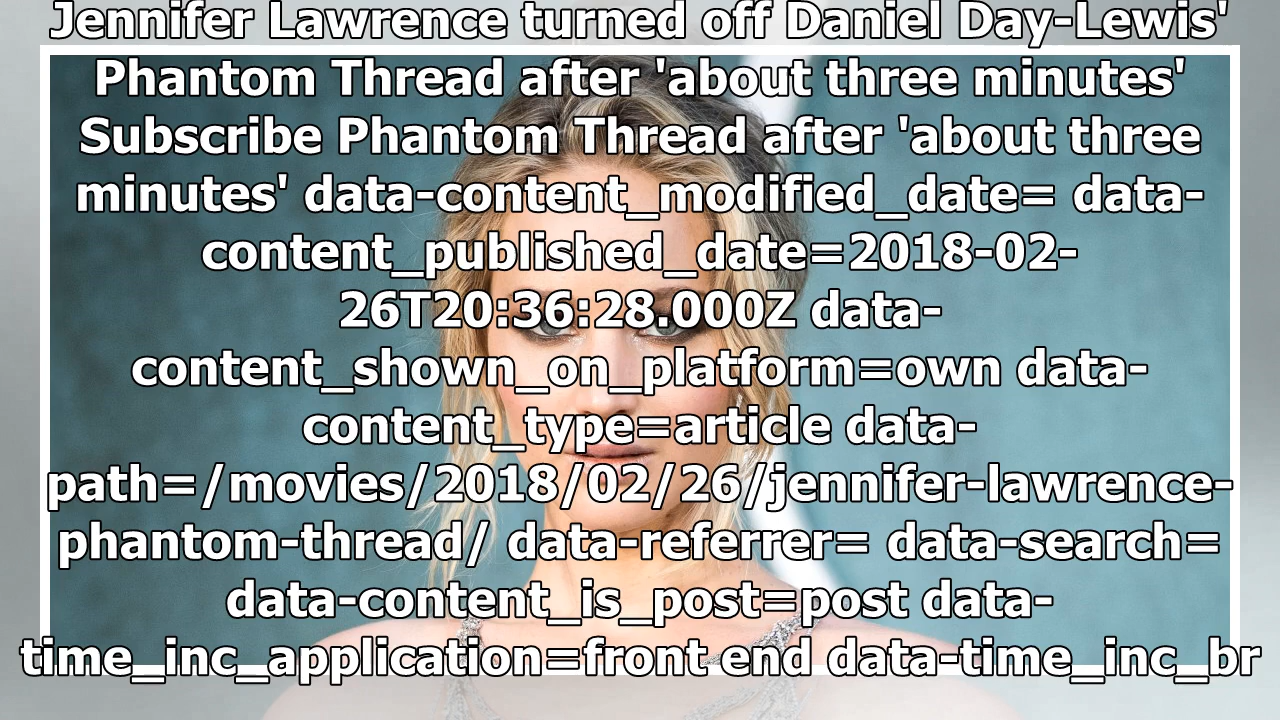 Jennifer Lawrence turned off Daniel Day-Lewis'
Phantom Thread after 'about three minutes'
Subscribe Phantom Thread after 'about three
minutes' data-content_modified_date= data-
content_published_date=2018-02-
26T20:36:28.000Z data-
content_shown_on_platform=own data-
content_type=article data-
path=/movies/2018/02/26/jennifer-lawrence-
phantom-thread/ data-referrer= data-search=
data-content_is_post=post data-
time_inc_application=front end data-time_inc_br